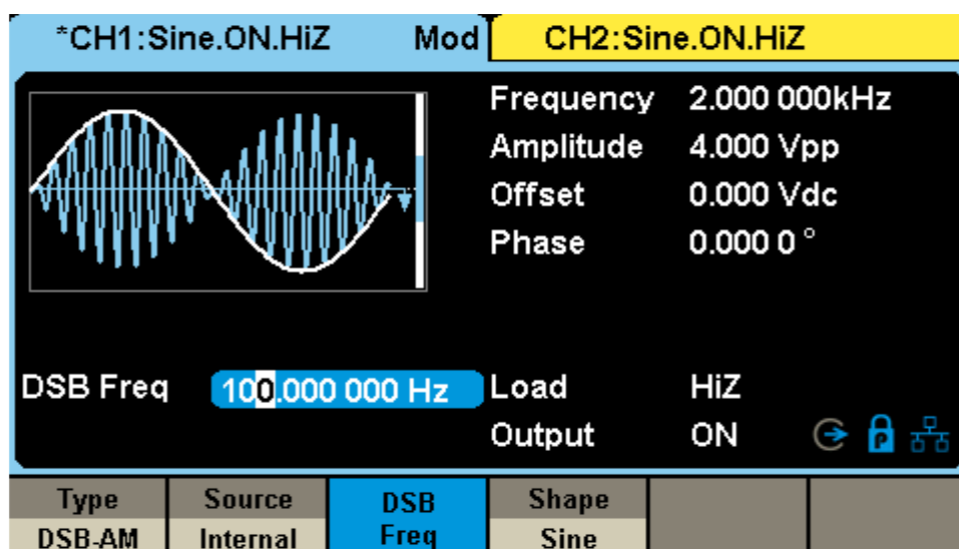 *CH1:Sine.ON.HiZ Mod CH2:Sine.ON.HiZ
Frequency 2.000 000kHz
Amplitude 4.000 Vpp
Offset 0.000 Vdc
Phase 0.000 0 °
DSB Freq 100.000 000 Hz Load HiZ
Output ON
Type Source DSB Shape
DSB-AM Internal Freq Sine